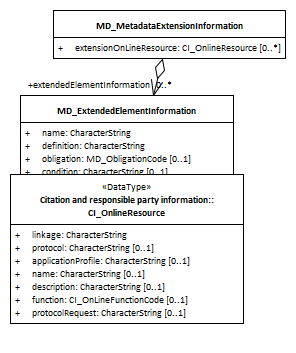 MD_MetadataExtensionInformation
+ extensionOnLineResource: CI_OnlineResource [0..*]
+extendedElementInformation 0..*
MD_ExtendedElementInformation
+ name: CharacterString
+ definition: CharacterString
+ obligation: MD_ObligationCode [0..1]
+ condition: CharacterString [0..1]
«DataType»
Citation and responsible party information::
CI_OnlineResource
+ linkage: CharacterString
+ protocol: CharacterString [0..1]
+ applicationProfile: CharacterString [0..1]
+ name: CharacterString [0..1]
+ description: CharacterString [0..1]
+ function: CI_OnLineFunctionCode [0..1]
+ protocolRequest: CharacterString [0..1]